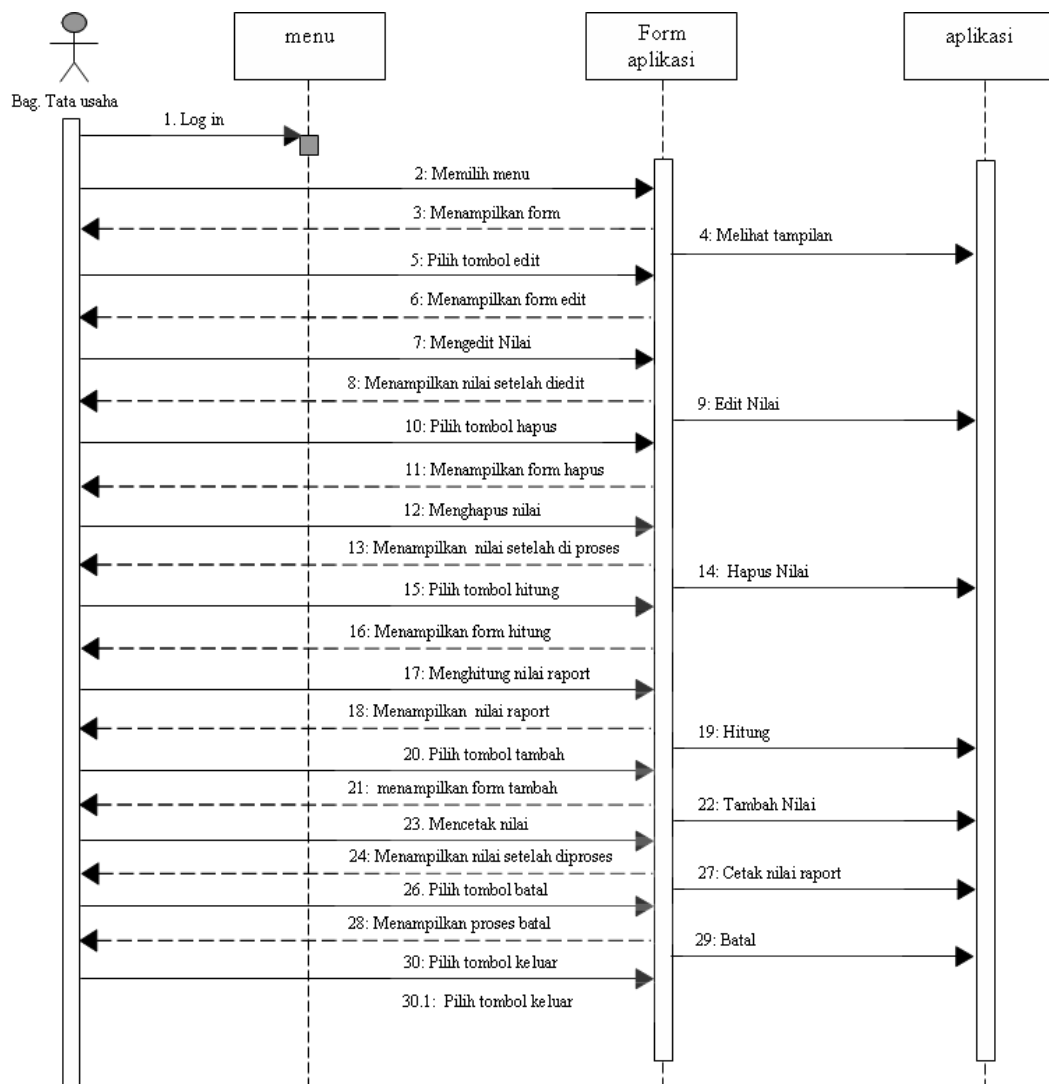 menu
Form
aplikasi
aplikasi
Bag. Tata usaha
1. Log in
2: Memilih menu
3: Menampilkan form
4: Melihat tampilan
5: Pilih tombol edit
6: Menampilkan form edit
7: Mengedit Nilai
8: Menampilkan nilai setelah diedit
9: Edit Nilai
10: Pilih tombol hapus
11: Menampilkan form hapus
12: Menghapus nilai
13: Menampilkan nilai setelah di proses
14: Hapus Nilai
15: Pilih tombol hitung
16: Menampilkan form hitung
17: Menghitung nilai raport
18: Menampilkan nilai raport
19: Hitung
20. Pilih tombol tambah
21: menampilkan form tambah
22: Tambah Nilai
23. Mencetak nilai
24: Menampilkan nilai setelah diproses
27: Cetak nilai raport
26. Pilih tombol batal
28: Menampilkan proses batal
29: Batal
30: Pilih tombol keluar
30.1: Pilih tombol keluar